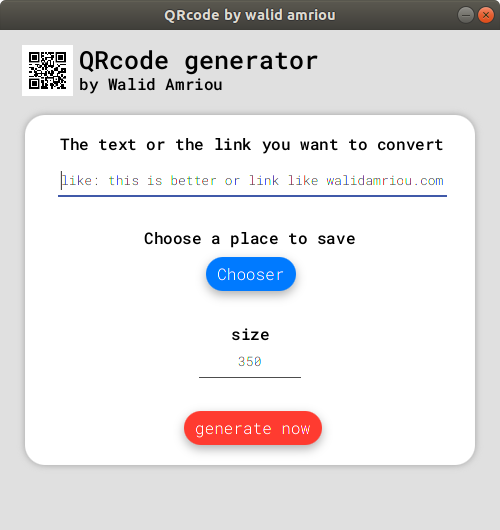 QRcode by walid amriou
QRcode generator
by Walid Amriou
The text or the link you want to convert
like: this is better or link like walidamriou.com
Choose a place to save
Chooser
size
350
generate now